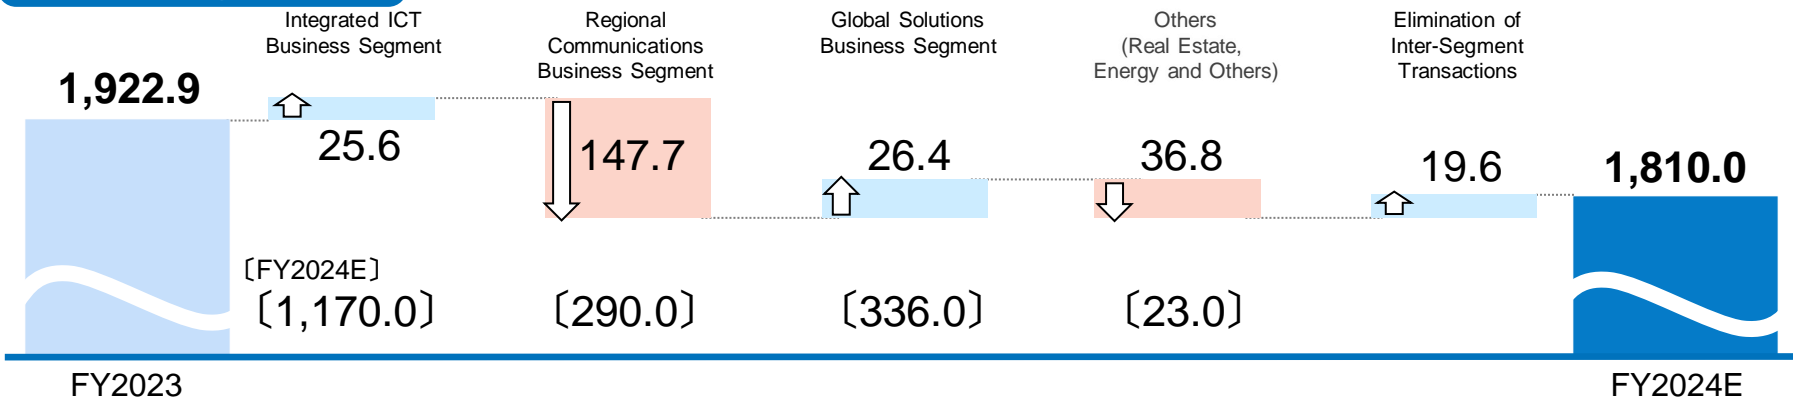 Integrated ICT
Business Segment
Regional
Communications
Business Segment
Global Solutions
Business Segment
Others
(Real Estate,
Energy and Others)
Elimination of
Inter-Segment
Transactions
1,922.9
25.6
147.7
26.4
36.8
19.6
1,810.0
〔FY2024E〕
〔1,170.0〕
〔290.0〕
〔336.0〕
〔23.0〕
FY2023
FY2024E